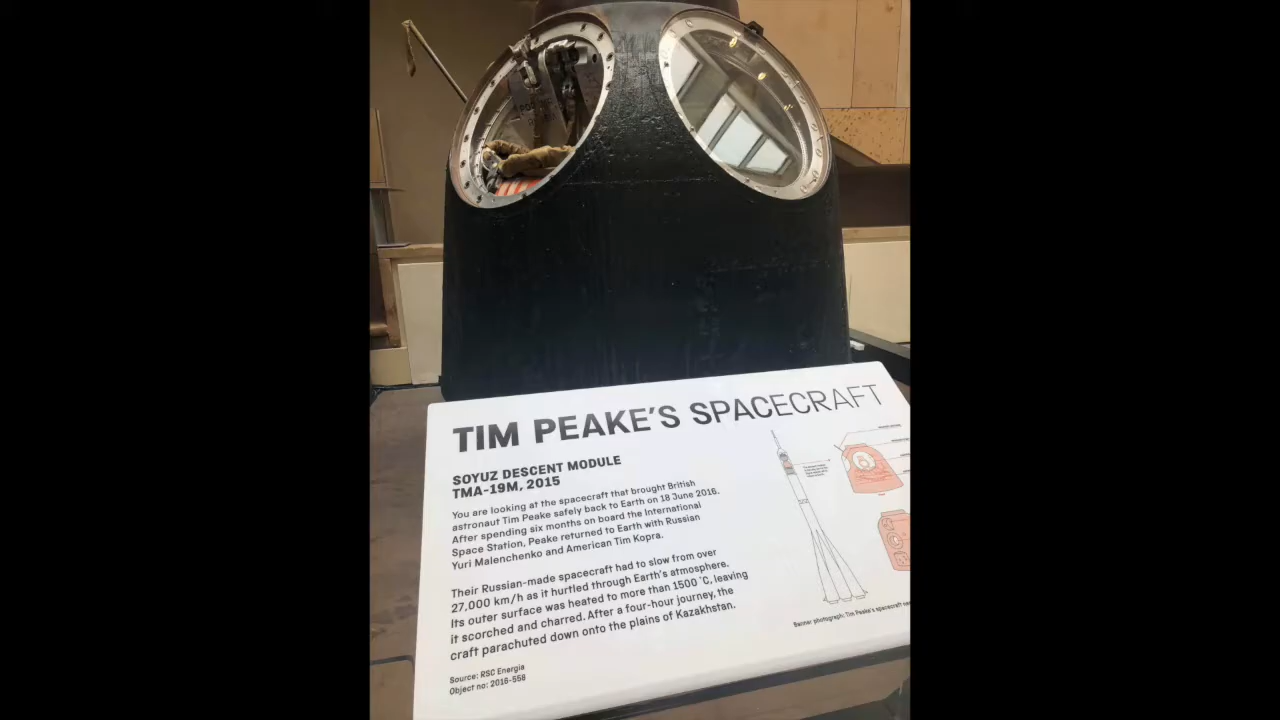 TIM PEAKE'S SPACECRAFT
SOYUZ DESCENT MODULE
TMA-19M, 2015
You are looking at the spacecraft that brought British
astronaut Tim Peake safely back to Earth on 18 June 2016.
After spending six months on board the International
Space Station, Peake returned to Earth with Russian
Yuri Malenchenko and American Tim Kopra.
Their Russian-made spacecraft had to slow from over
27,000 km/h as it hurtled through Earth's atmosphere.
Its outer surface was heated to more than 1500 °C, leaving
it scorched and charred. After a four-hour journey, the
craft parachuted down onto the plains of Kazakhstan.
Source: RSC Energia
Object no: 2016-558
Banner photograph: Tim Peake's spacecraft